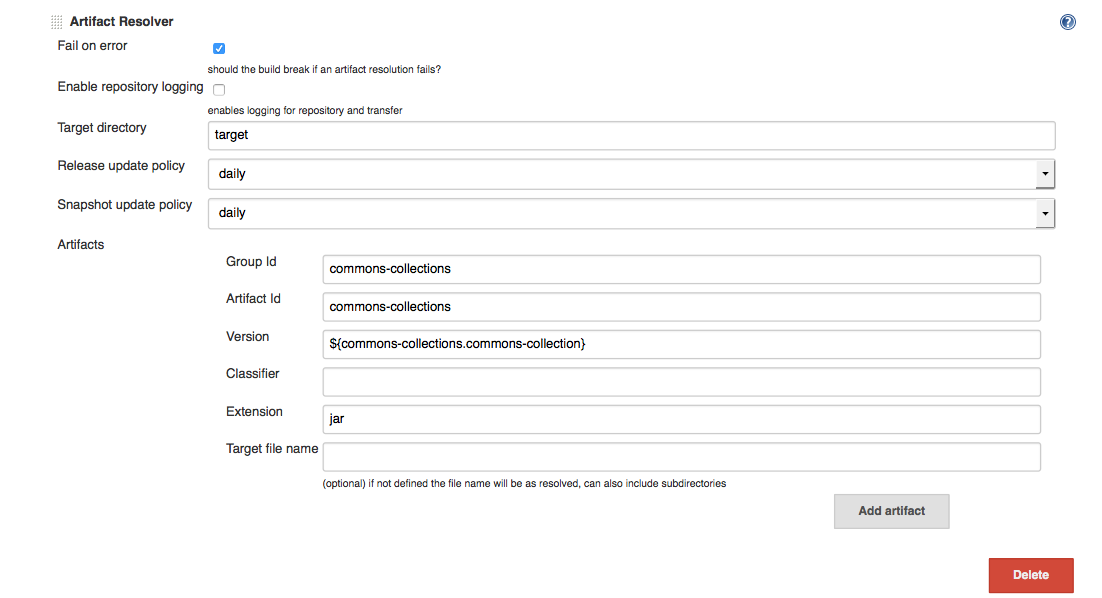 Artifact Resolver
Fail on error
should the build break if an artifact resolution fails?
Enable repository logging
enables logging for repository and transfer
Target directory
target
Release update policy
daily
Snapshot update policy
daily
Artifacts
Group Id
commons-collections
Artifact Id
commons-collections
Version
${commons-collections.commons-collection}
Classifier
Extension
jar
Target file name
(optional) if not defined the file name will be as resolved, can also include subdirectories
Add artifact
Delete